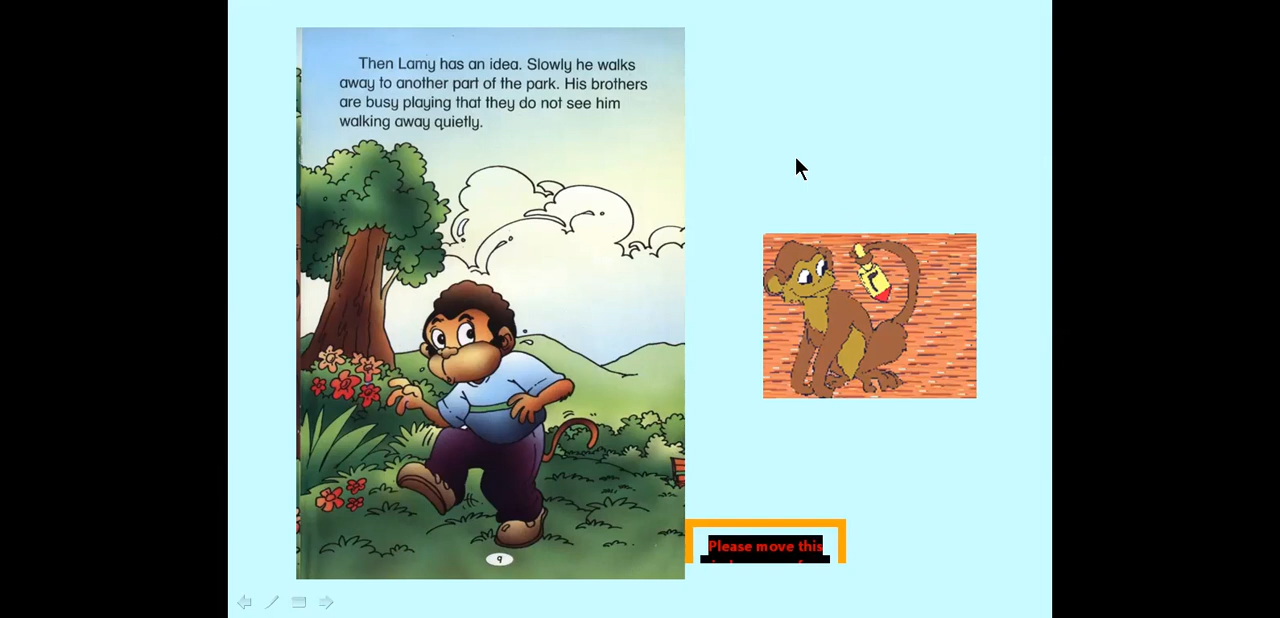 Then Lamy has an idea. Slowly he walks
away to another part of the park. His brothers
are busy playing that they do not see him
walking away quietly.
9
Please move this